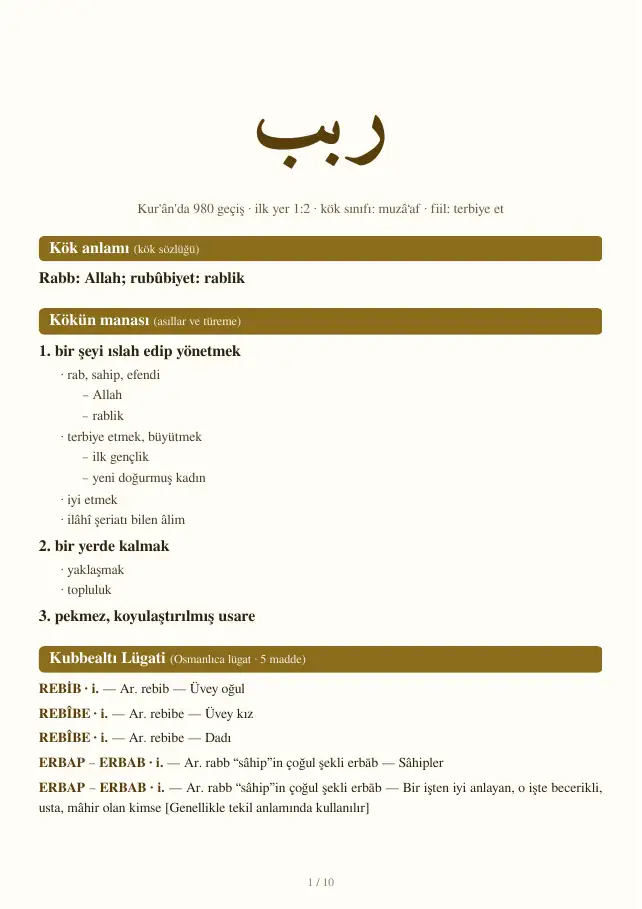 ربب
Kur'ân'da 980 geçiş · ilk yer 1:2 · kök sınıfı: muzâ‘af · fiil: terbiye et
Kök anlamı (kök sözlüğü)
Rabb: Allah; rubûbiyet: rablik
Kökün manası (asıllar ve türeme)
1. bir şeyi ıslah edip yönetmek
· rab, sahip, efendi
– Allah
– rablik
· terbiye etmek, büyütmek
– ilk gençlik
– yeni doğurmuş kadın
· iyi etmek
· ilâhî şeriatı bilen âlim
2. bir yerde kalmak
· yaklaşmak
· topluluk
3. pekmez, koyulaştırılmış usare
Kubbealtı Lügati (Osmanlıca lügat · 5 madde)
REBİB · i. — Ar. rebib — Üvey oğul
REBÎBE · i. — Ar. rebibe — Üvey kız
REBÎBE · i. — Ar. rebibe — Dadı
ERBAP – ERBAB · i. — Ar. rabb “sâhip”in çoğul şekli erbāb — Sâhipler
ERBAP – ERBAB · i. — Ar. rabb “sâhip”in çoğul şekli erbāb — Bir işten iyi anlayan, o işte becerikli,
usta, mâhir olan kimse [Genellikle tekil anlamında kullanılır]
1 / 10